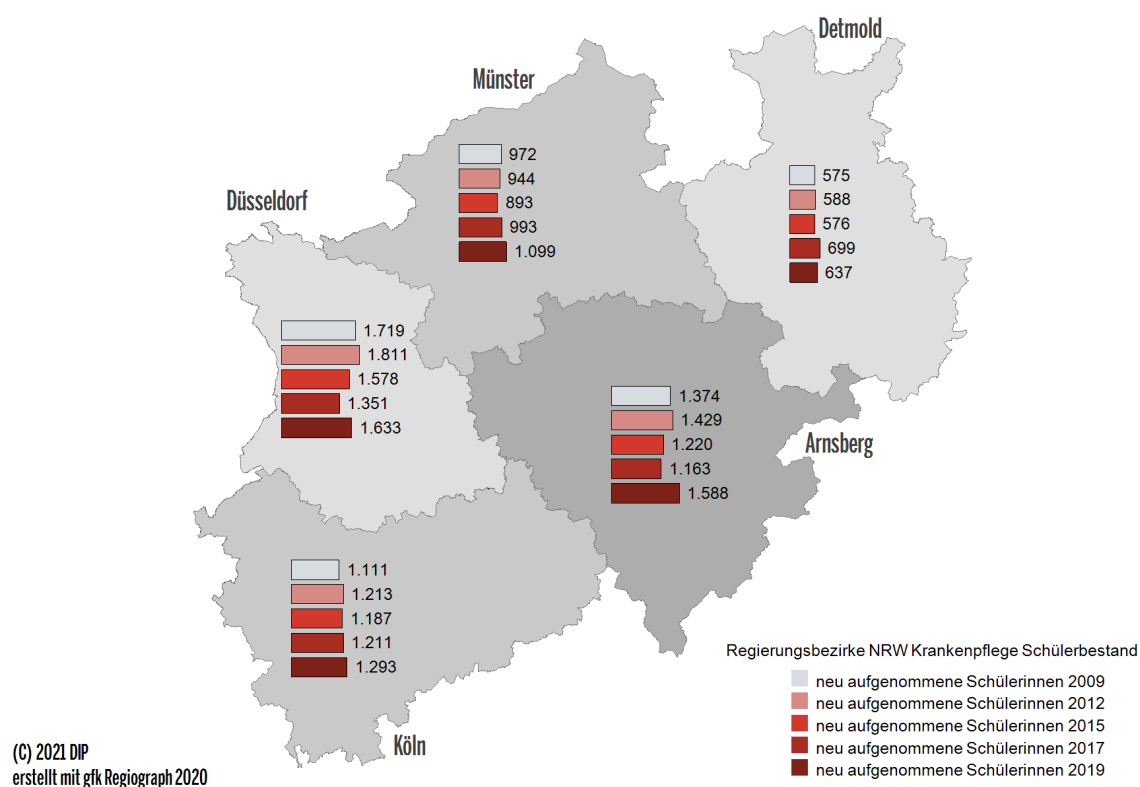 Detmold
Münster
972
944
893
993
1.099
575
588
576
699
637
Düsseldorf
1.719
1.811
1.578
1.351
1.633
1.374
1.429
1.220
1.163
1.588
Arnsberg
1.111
1.213
1.187
1.211
1.293
Köln
Regierungsbezirke NRW Krankenpflege Schülerbestand
neu aufgenommene Schülerinnen 2009
neu aufgenommene Schülerinnen 2012
neu aufgenommene Schülerinnen 2015
neu aufgenommene Schülerinnen 2017
neu aufgenommene Schülerinnen 2019
(C) 2021 DIP
erstellt mit gfk Regiograph 2020